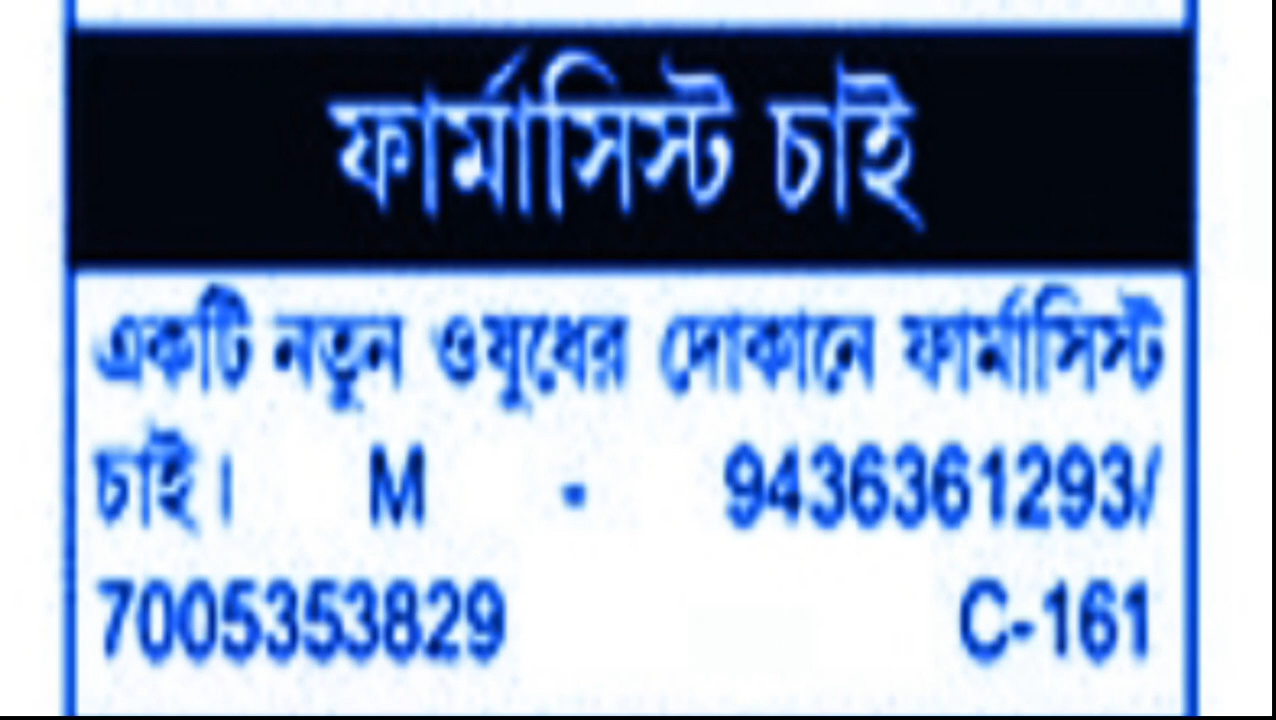 ফার্মাসিস্ট চাই
একটি নতুন ওষুধের দোকানে ফার্মাসিস্ট
চাই। M - 9436361293/
7005353829 C-161